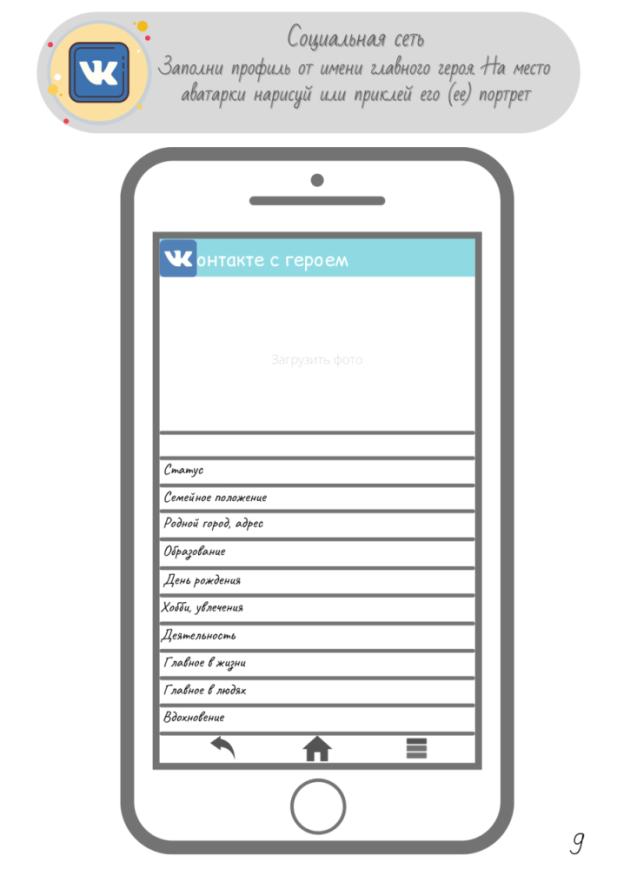 Социальная сеть
Заполни профиль от имени главного героя. На место
аватарки нарисуй или приклей его (ее) портрет
онтакте с героем
Загрузить фото
Статус
Семейное положение
Родной город, адрес
Образование
День рождения
Хобби, увлечения
Деятельность
Главное в жизни
Главное в людях
Вдохновение
9